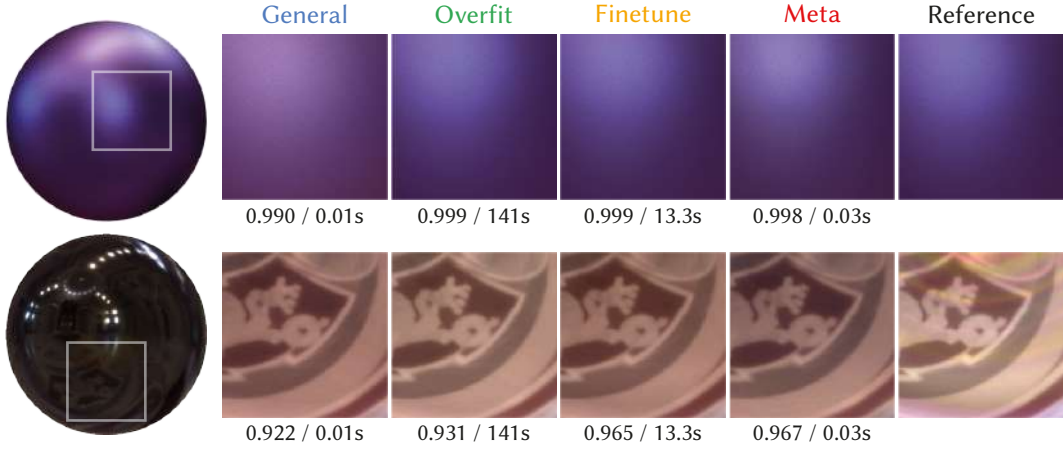 General Overfit Finetune Meta Reference
0.990 / 0.01s 0.999 / 141s 0.999 / 13.3s 0.998 / 0.03s
0.922 / 0.01s 0.931 / 141s 0.965 / 13.3s 0.967 / 0.03s